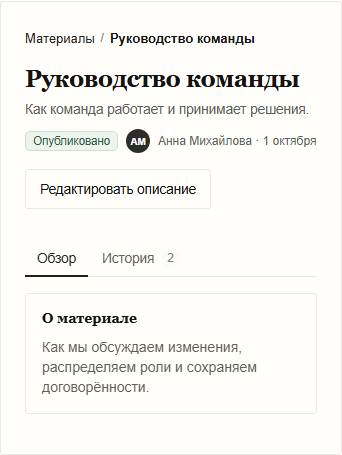 Материалы / Руководство команды
Руководство команды
Как команда работает и принимает решения.
Опубликовано АМ Анна Михайлова · 1 октября
Редактировать описание
Обзор История 2
О материале
Как мы обсуждаем изменения,
распределяем роли и сохраняем
договорённости.